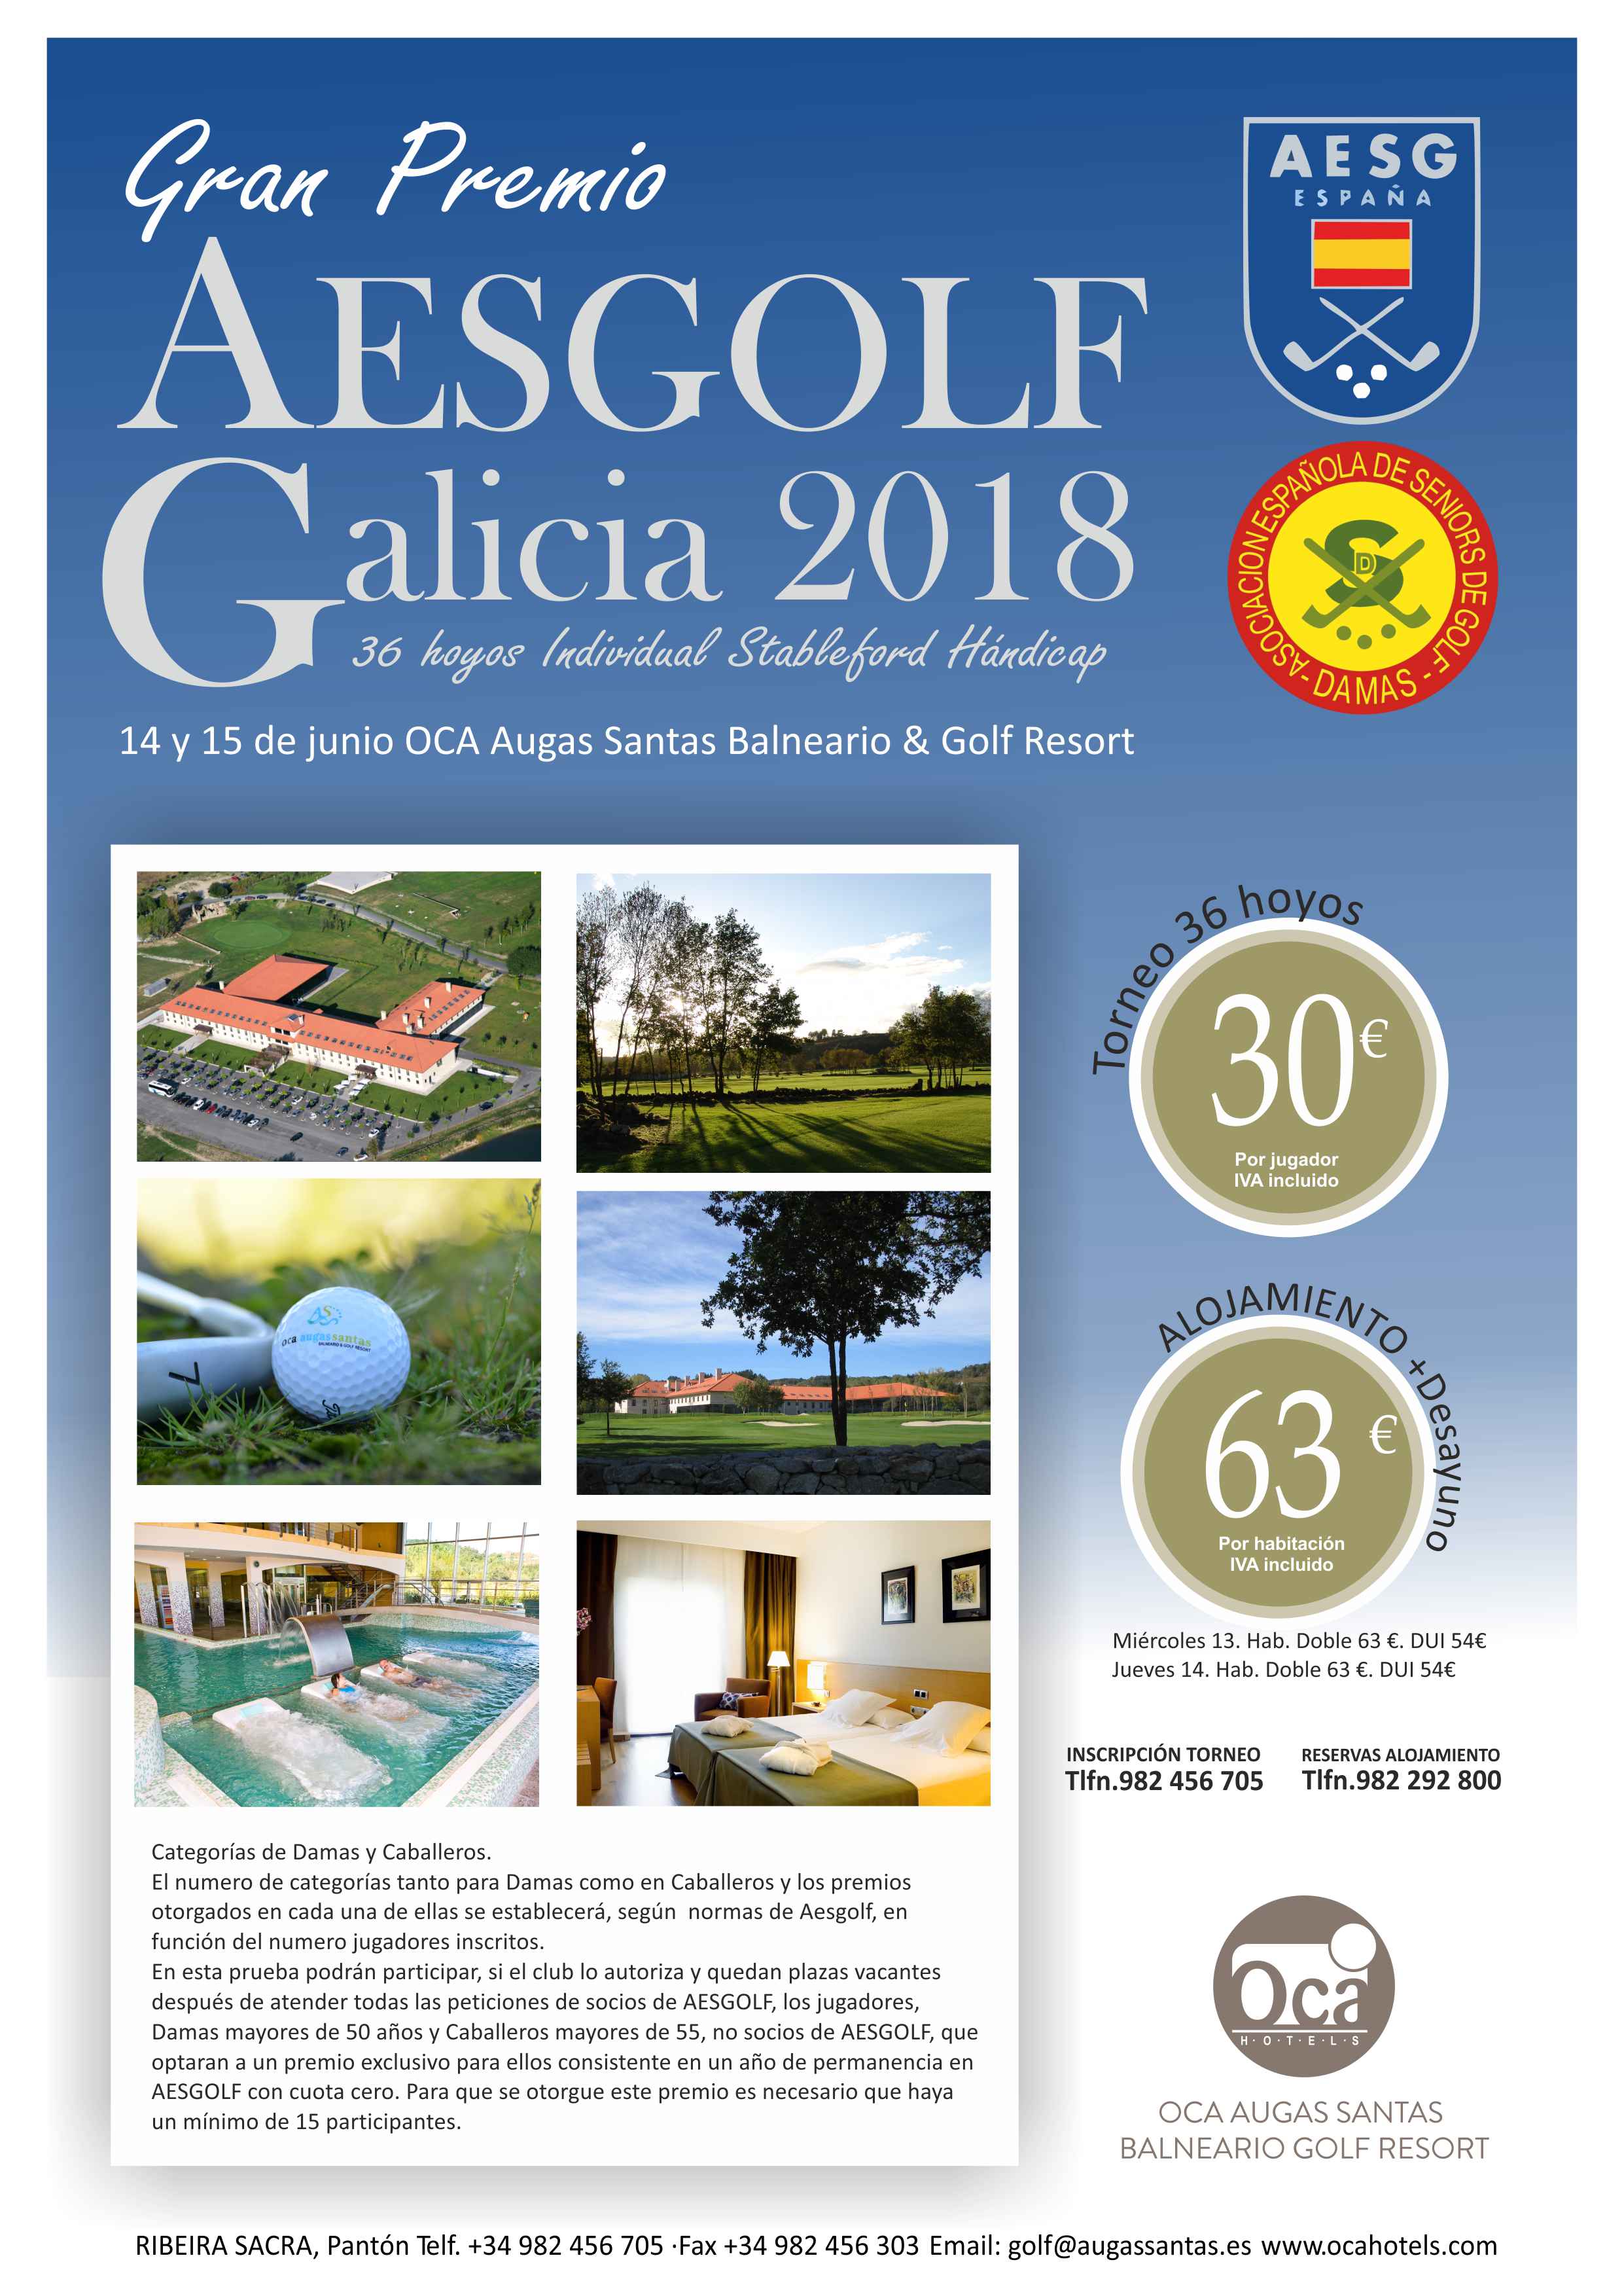 Gran Premio
AESGOLF
Galicia 2018
36 hoyos Individual Stableford Hándicap
14 y 15 de junio OCA Augas Santas Balneario & Golf Resort
AESG
ESPAÑA
ASOCIACION ESPAÑOLA DE SENIORS DE GOLF
- DAMAS -
S
D
Torneo 36 hoyos
30€
Por jugador
IVA incluido
ALOJAMIENTO +Desayuno
63 €
Por habitación
IVA incluido
Miércoles 13. Hab. Doble 63 €. DUI 54€
Jueves 14. Hab. Doble 63 €. DUI 54€
INSCRIPCIÓN TORNEO
Tlfn.982 456 705
RESERVAS ALOJAMIENTO
Tlfn.982 292 800
AS
oca augas santas
BALNEARIO & GOLF RESORT
Categorías de Damas y Caballeros.
El numero de categorías tanto para Damas como en Caballeros y los premios
otorgados en cada una de ellas se establecerá, según normas de Aesgolf, en
función del numero jugadores inscritos.
En esta prueba podrán participar, si el club lo autoriza y quedan plazas vacantes
después de atender todas las peticiones de socios de AESGOLF, los jugadores,
Damas mayores de 50 años y Caballeros mayores de 55, no socios de AESGOLF, que
optaran a un premio exclusivo para ellos consistente en un año de permanencia en
AESGOLF con cuota cero. Para que se otorgue este premio es necesario que haya
un mínimo de 15 participantes.
Oca
H·O·T·E·L·S
OCA AUGAS SANTAS
BALNEARIO GOLF RESORT
RIBEIRA SACRA, Pantón Telf. +34 982 456 705 ·Fax +34 982 456 303 Email: golf@augassantas.es www.ocahotels.com